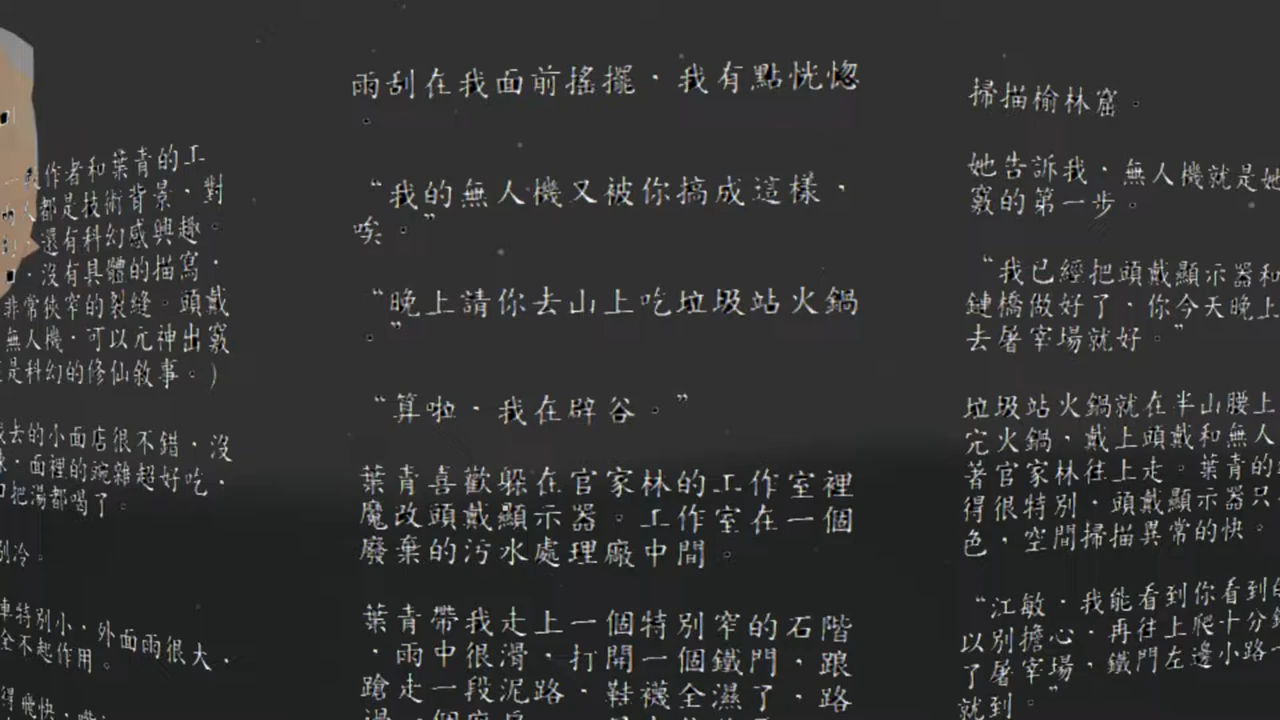 作者和葉青的工
人都是技術背景，對
還有科幻感興趣。
沒有具體的描寫，
非常狹窄的裂縫。頭戴
無人機，可以元神出竅
是科幻的修仙敘事。)
去的小面店很不錯，沒
面裡的豌雜超好吃，
把湯都喝了。
別冷。
車特別小，外面雨很大，
全不起作用。
雨刮在我面前搖擺，我有點恍惚
。
“我的無人機又被你搞成這樣，
唉。”
“晚上請你去山上吃垃圾站火鍋
。”
“算啦，我在辟谷。”
葉青喜歡躲在官家林的工作室裡
魔改頭戴顯示器。工作室在一個
廢棄的污水處理廠中間。
葉青帶我走上一個特別窄的石階
，雨中很滑，打開一個鐵門，踉
蹌走一段泥路，鞋襪全濕了，路
掃描榆林窟。
她告訴我，無人機就是她
竅的第一步。
“我已經把頭戴顯示器和
鏈橋做好了，你今天晚上
去屠宰場就好。”
垃圾站火鍋就在半山腰上
完火鍋，戴上頭戴和無人
著官家林往上走。葉青的
得很特別，頭戴顯示器只
色，空間掃描異常的快。
“江敏，我能看到你看到的
以別擔心，再往上爬十分鐘
了屠宰場，鐵門左邊小路一
就到。”